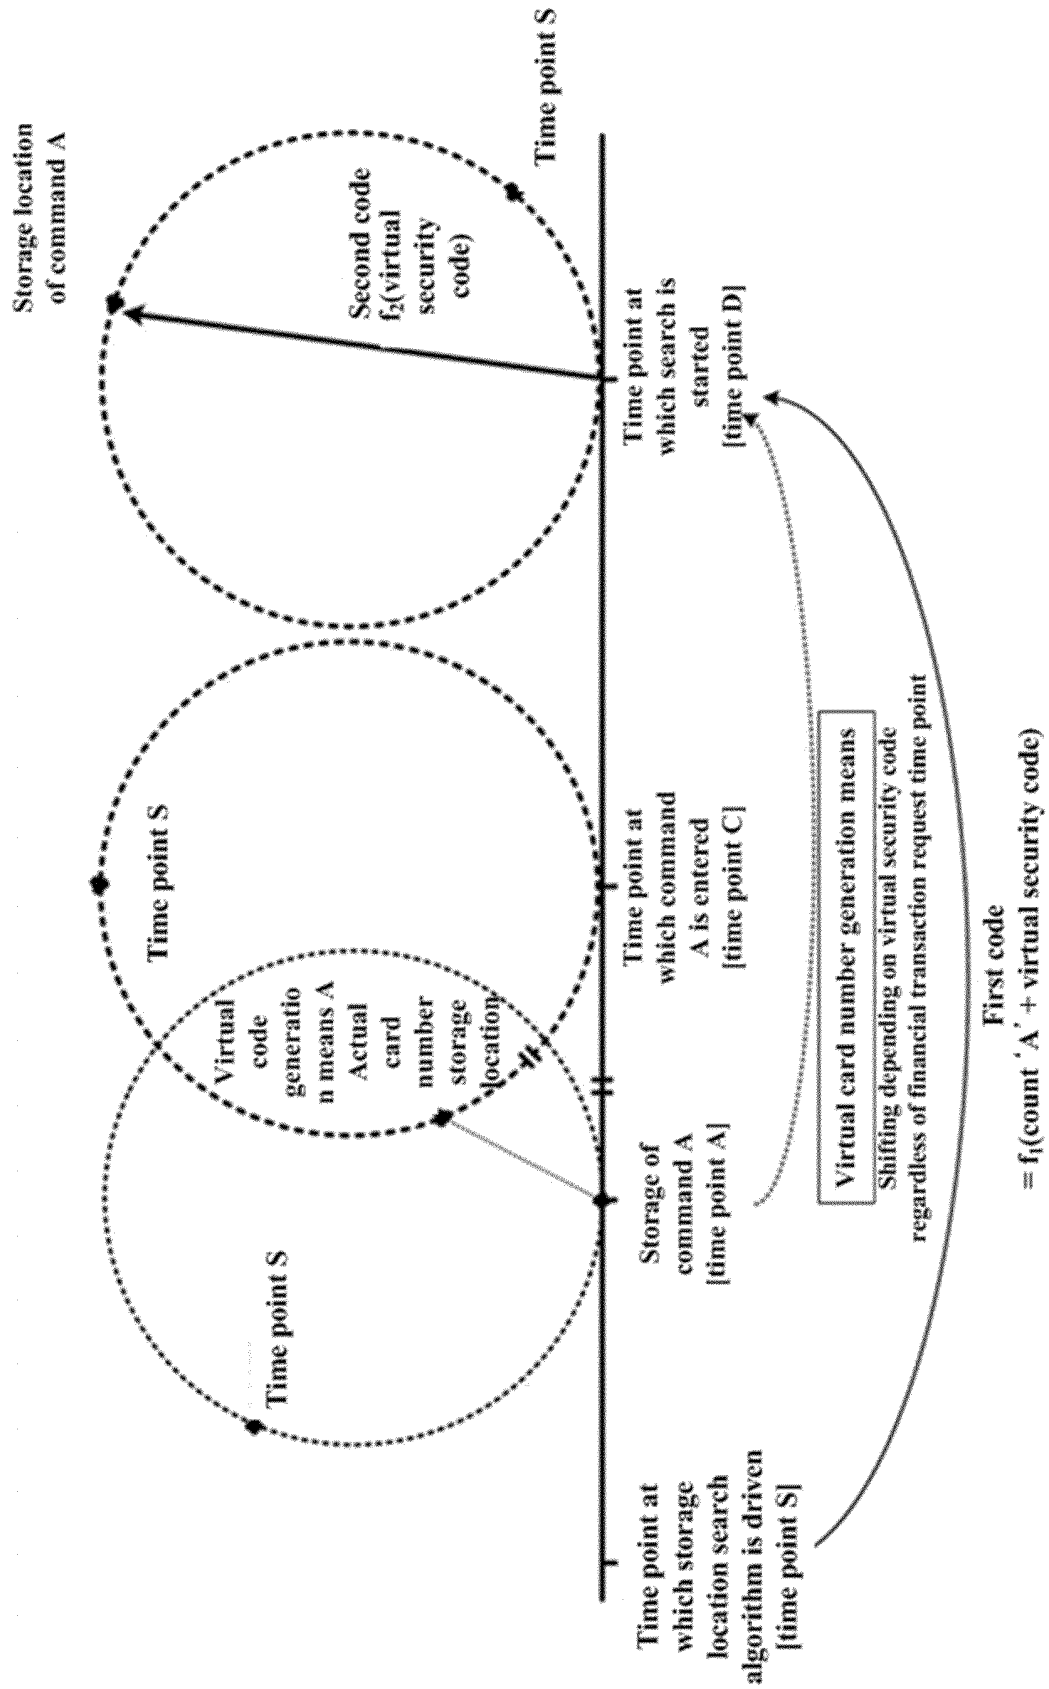 Storage location
of command A
Time point S
Second code
f₂(virtual
security
code)
Time point S
Time point S
Virtual
code
generatio
n means A
Actual
card
number
storage
location
Time point S
Time point at
which storage
location search
algorithm is driven
[time point S]
Storage of
command A
[time point A]
Time point at
which command
A is entered
[time point C]
Time point at
which search is
started
[time point D]
Virtual card number generation means
Shifting depending on virtual security code
regardless of financial transaction request time point
First code
= f₁(count ‘A’ + virtual security code)